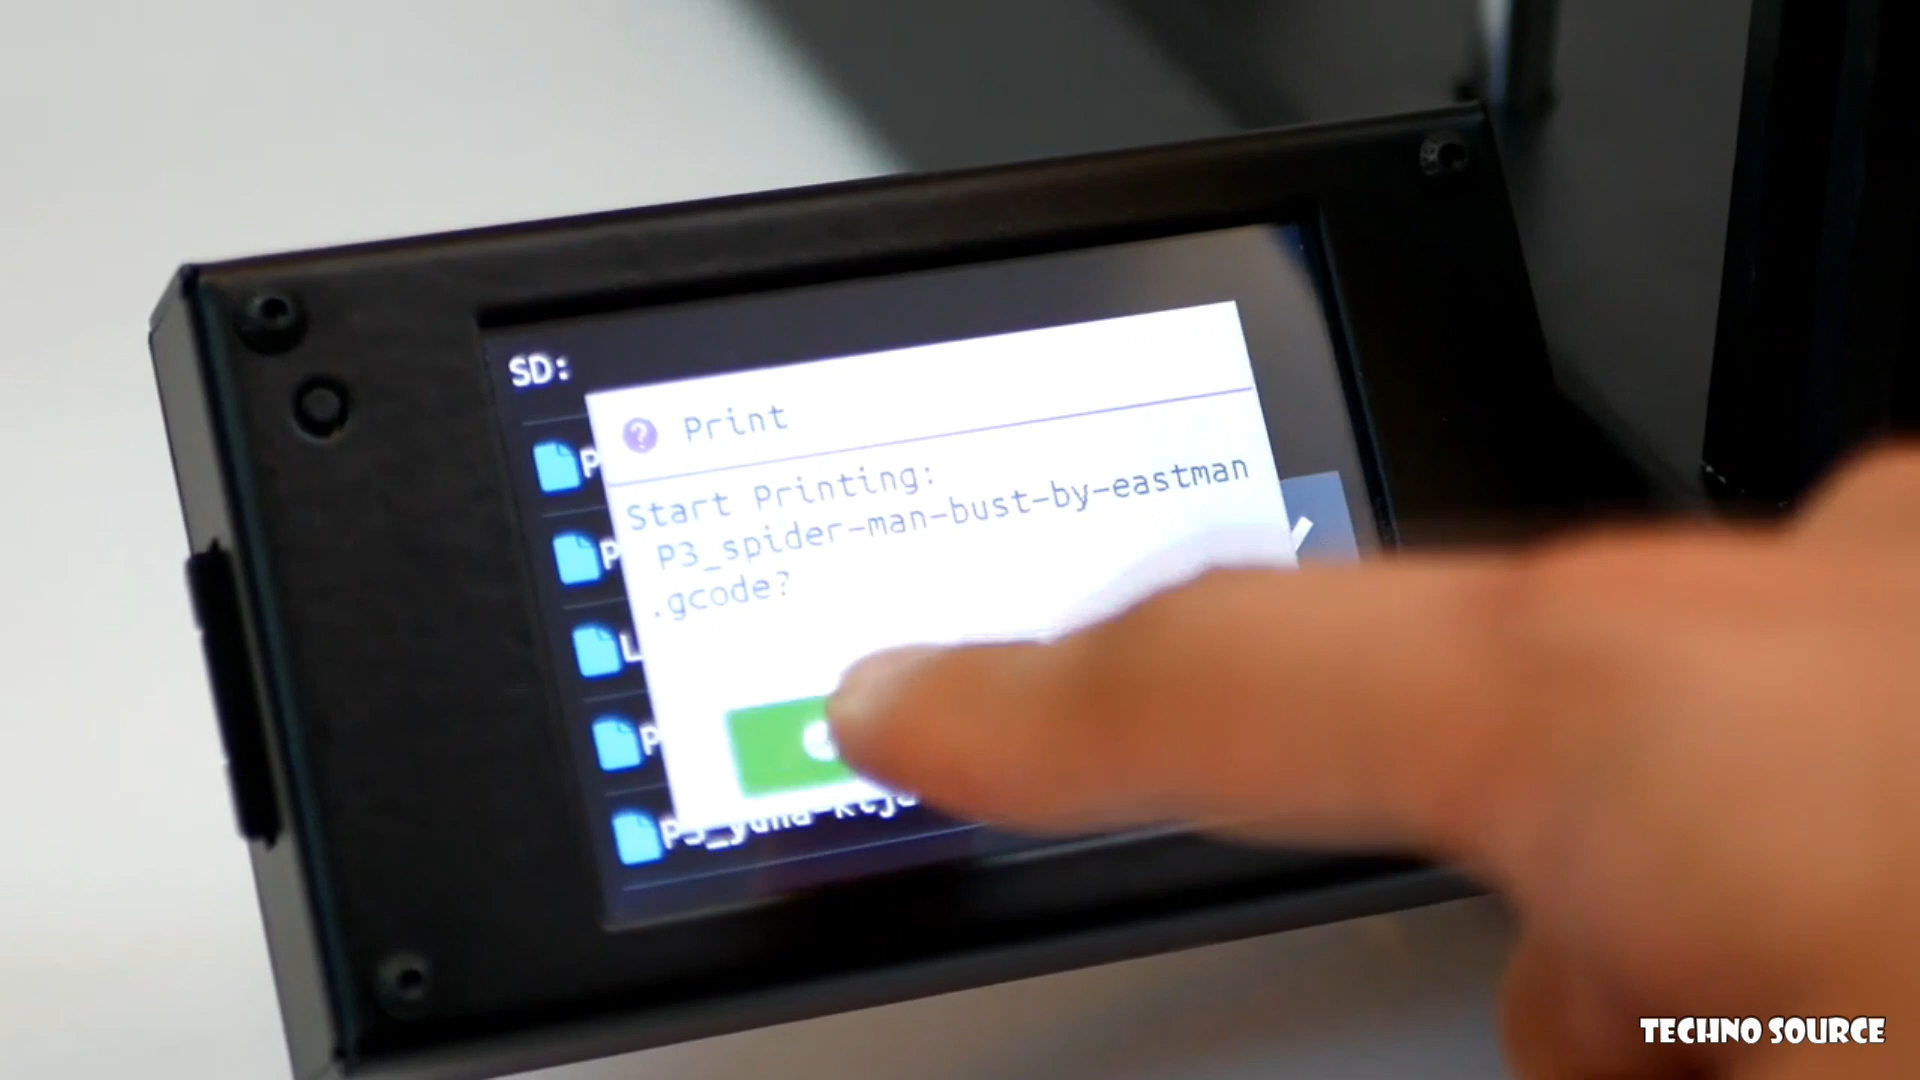 SD:
Print
Start Printing:
P3_spider-man-bust-by-eastman
.gcode?
TECHNO SOURCE